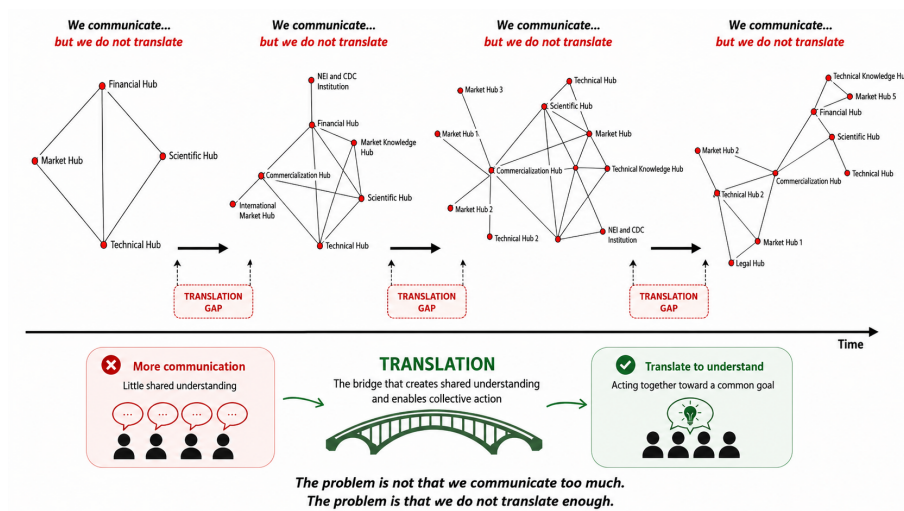 We communicate...
but we do not translate
We communicate...
but we do not translate
We communicate...
but we do not translate
We communicate...
but we do not translate
Financial Hub
Market Hub
Scientific Hub
Technical Hub
NEI and CDC
Institution
Financial Hub
Market Knowledge
Hub
Commercialization Hub
Scientific Hub
International
Market Hub
Technical Hub
Technical Hub
Market Hub 3
Scientific Hub
Market Hub 1
Market Hub
Commercialization Hub
Technical Knowledge Hub
Market Hub 2
Technical Hub 2
NEI and CDC
Institution
Technical Knowledge Hu
Market Hub 5
Financial Hub
Scientific Hub
Market Hub 2
Technical Hub
Commercialization Hub
Technical Hub 2
Market Hub 1
Legal Hub
TRANSLATION
GAP
TRANSLATION
GAP
TRANSLATION
GAP
Time
More communication
Little shared understanding
... ... ... ...
TRANSLATION
The bridge that creates shared understanding
and enables collective action
Translate to understand
Acting together toward a common goal
The problem is not that we communicate too much.
The problem is that we do not translate enough.